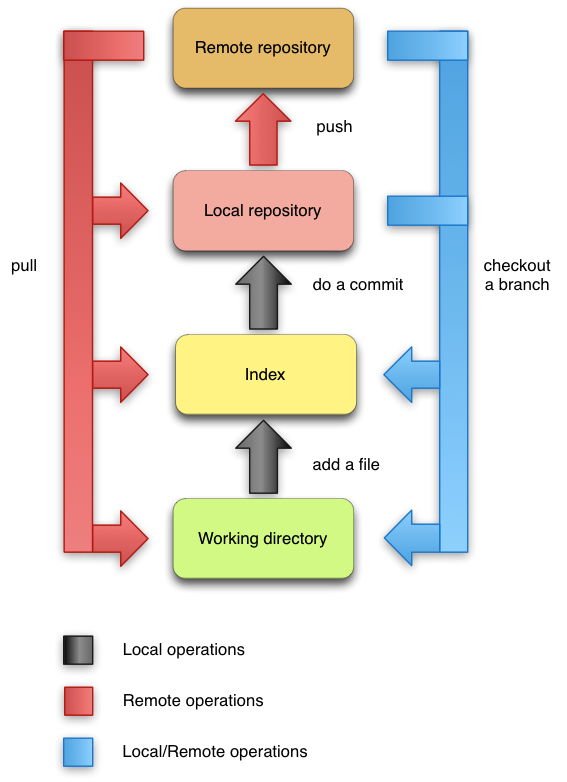 Remote repository
push
Local repository
pull
checkout
a branch
do a commit
Index
add a file
Working directory
Local operations
Remote operations
Local/Remote operations